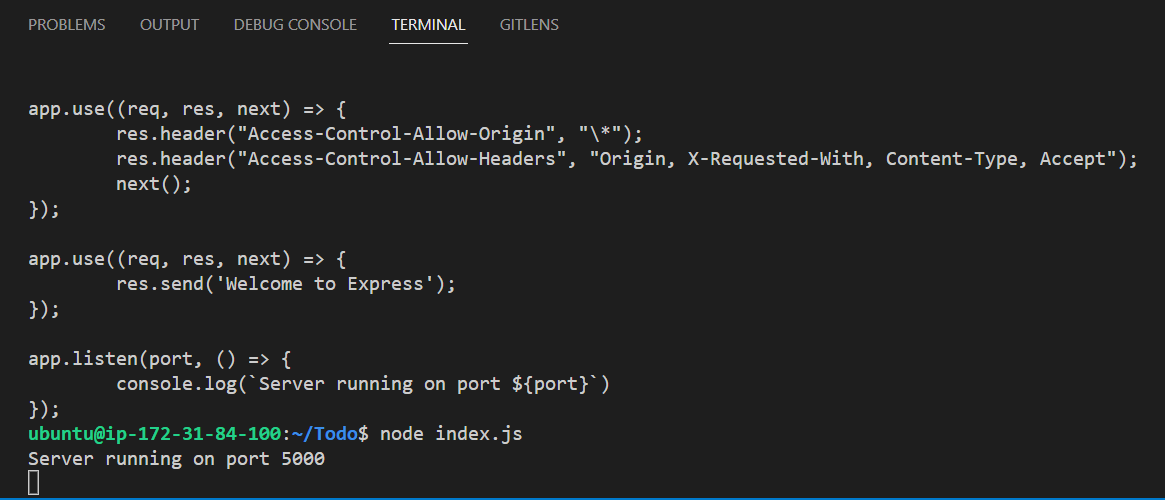 PROBLEMS OUTPUT DEBUG CONSOLE TERMINAL GITLENS
app.use((req, res, next) => {
        res.header("Access-Control-Allow-Origin", "\*");
        res.header("Access-Control-Allow-Headers", "Origin, X-Requested-With, Content-Type, Accept");
        next();
});
app.use((req, res, next) => {
        res.send('Welcome to Express');
});
app.listen(port, () => {
        console.log(`Server running on port ${port}`)
});
ubuntu@ip-172-31-84-100:~/Todo$ node index.js
Server running on port 5000